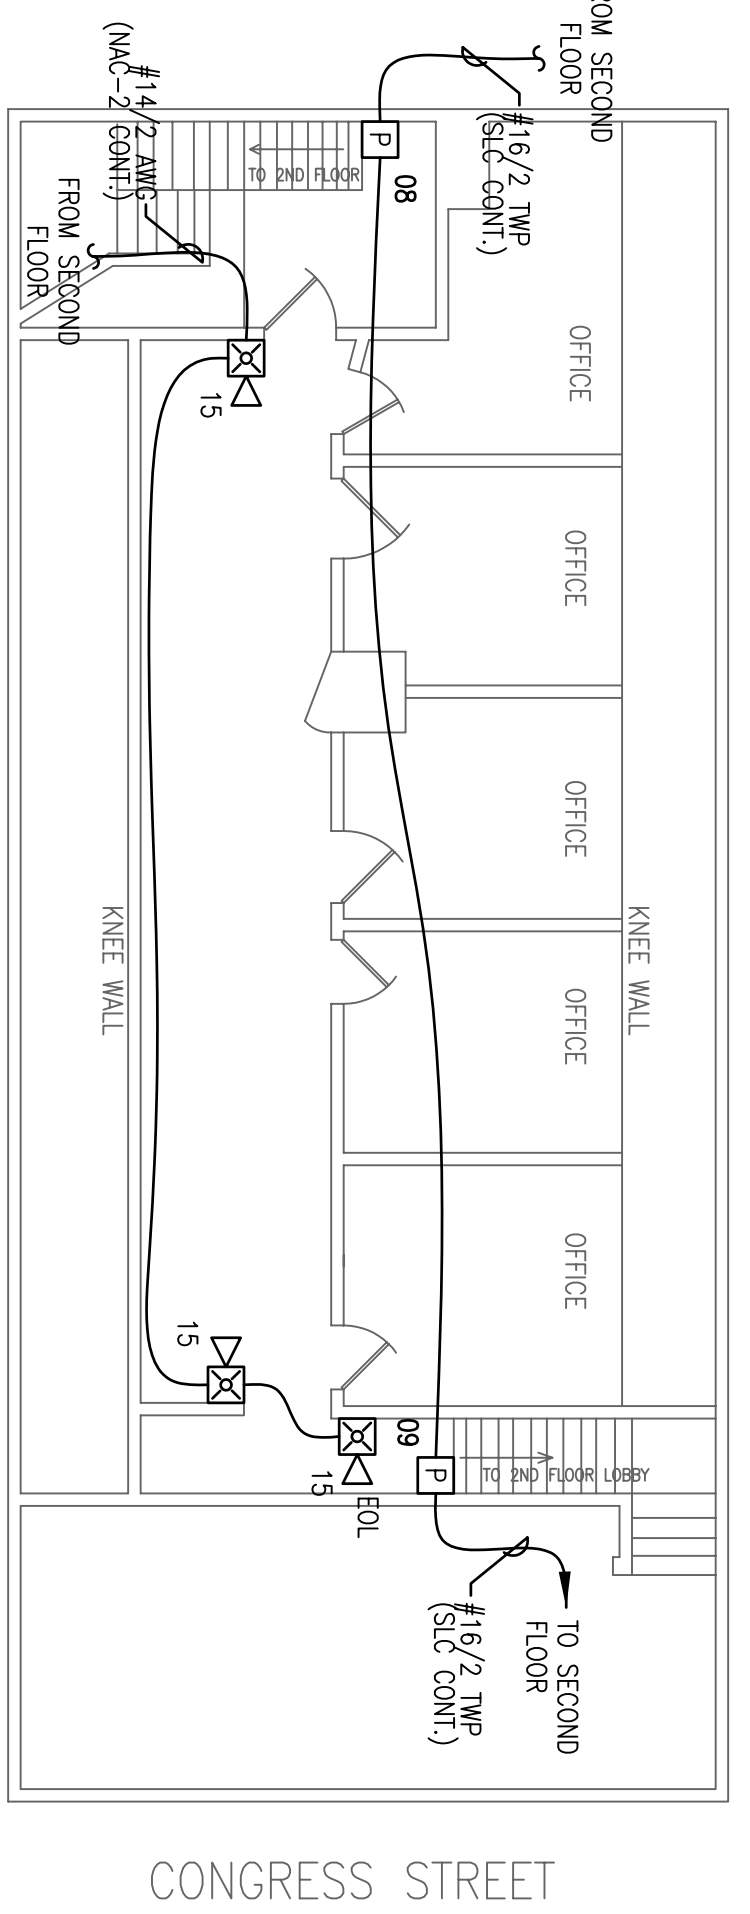 ROM SECOND
FLOOR
#16/2 TWP
(SLC CONT.)
#14/2 AWG
(NAC-2 CONT.)
FROM SECOND
FLOOR
P
08
TO 2ND FLOOR
15
OFFICE
OFFICE
OFFICE
OFFICE
OFFICE
KNEE WALL
KNEE WALL
15
15
EOL
09
P
TO 2ND FLOOR LOBBY
#16/2 TWP
(SLC CONT.)
TO SECOND
FLOOR
CONGRESS STREET